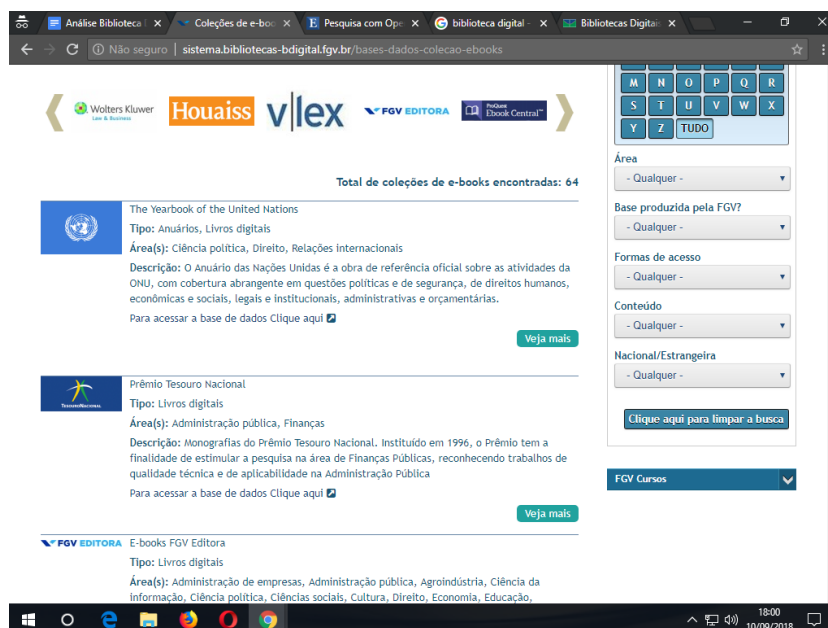 Análise Biblioteca
Coleções de e-boo
Pesquisa com Ope
biblioteca digital -
Bibliotecas Digitais
Não seguro | sistema.bibliotecas-bdigital.fgv.br/bases-dados-colecao-ebooks
Wolters Kluwer
Law & Business
Houaiss
vlex
FGV EDITORA
ProQuest
Ebook Central™
M N O P Q R
S T U V W X
Y Z TUDO
Total de coleções de e-books encontradas: 64
The Yearbook of the United Nations
Tipo: Anuários, Livros digitais
Área(s): Ciência política, Direito, Relações internacionais
Descrição: O Anuário das Nações Unidas é a obra de referência oficial sobre as atividades da
ONU, com cobertura abrangente em questões políticas e de segurança, de direitos humanos,
econômicas e sociais, legais e institucionais, administrativas e orçamentárias.
Para acessar a base de dados Clique aqui
Veja mais
TesouroNacional
Prêmio Tesouro Nacional
Tipo: Livros digitais
Área(s): Administração pública, Finanças
Descrição: Monografias do Prêmio Tesouro Nacional. Instituído em 1996, o Prêmio tem a
finalidade de estimular a pesquisa na área de Finanças Públicas, reconhecendo trabalhos de
qualidade técnica e de aplicabilidade na Administração Pública
Para acessar a base de dados Clique aqui
Veja mais
FGV EDITORA
E-books FGV Editora
Tipo: Livros digitais
Área(s): Administração de empresas, Administração pública, Agroindústria, Ciência da
informação, Ciência política, Ciências sociais, Cultura, Direito, Economia, Educação,
Área
- Qualquer -
Base produzida pela FGV?
- Qualquer -
Formas de acesso
- Qualquer -
Conteúdo
- Qualquer -
Nacional/Estrangeira
- Qualquer -
Clique aqui para limpar a busca
FGV Cursos
18:00
10/09/2018